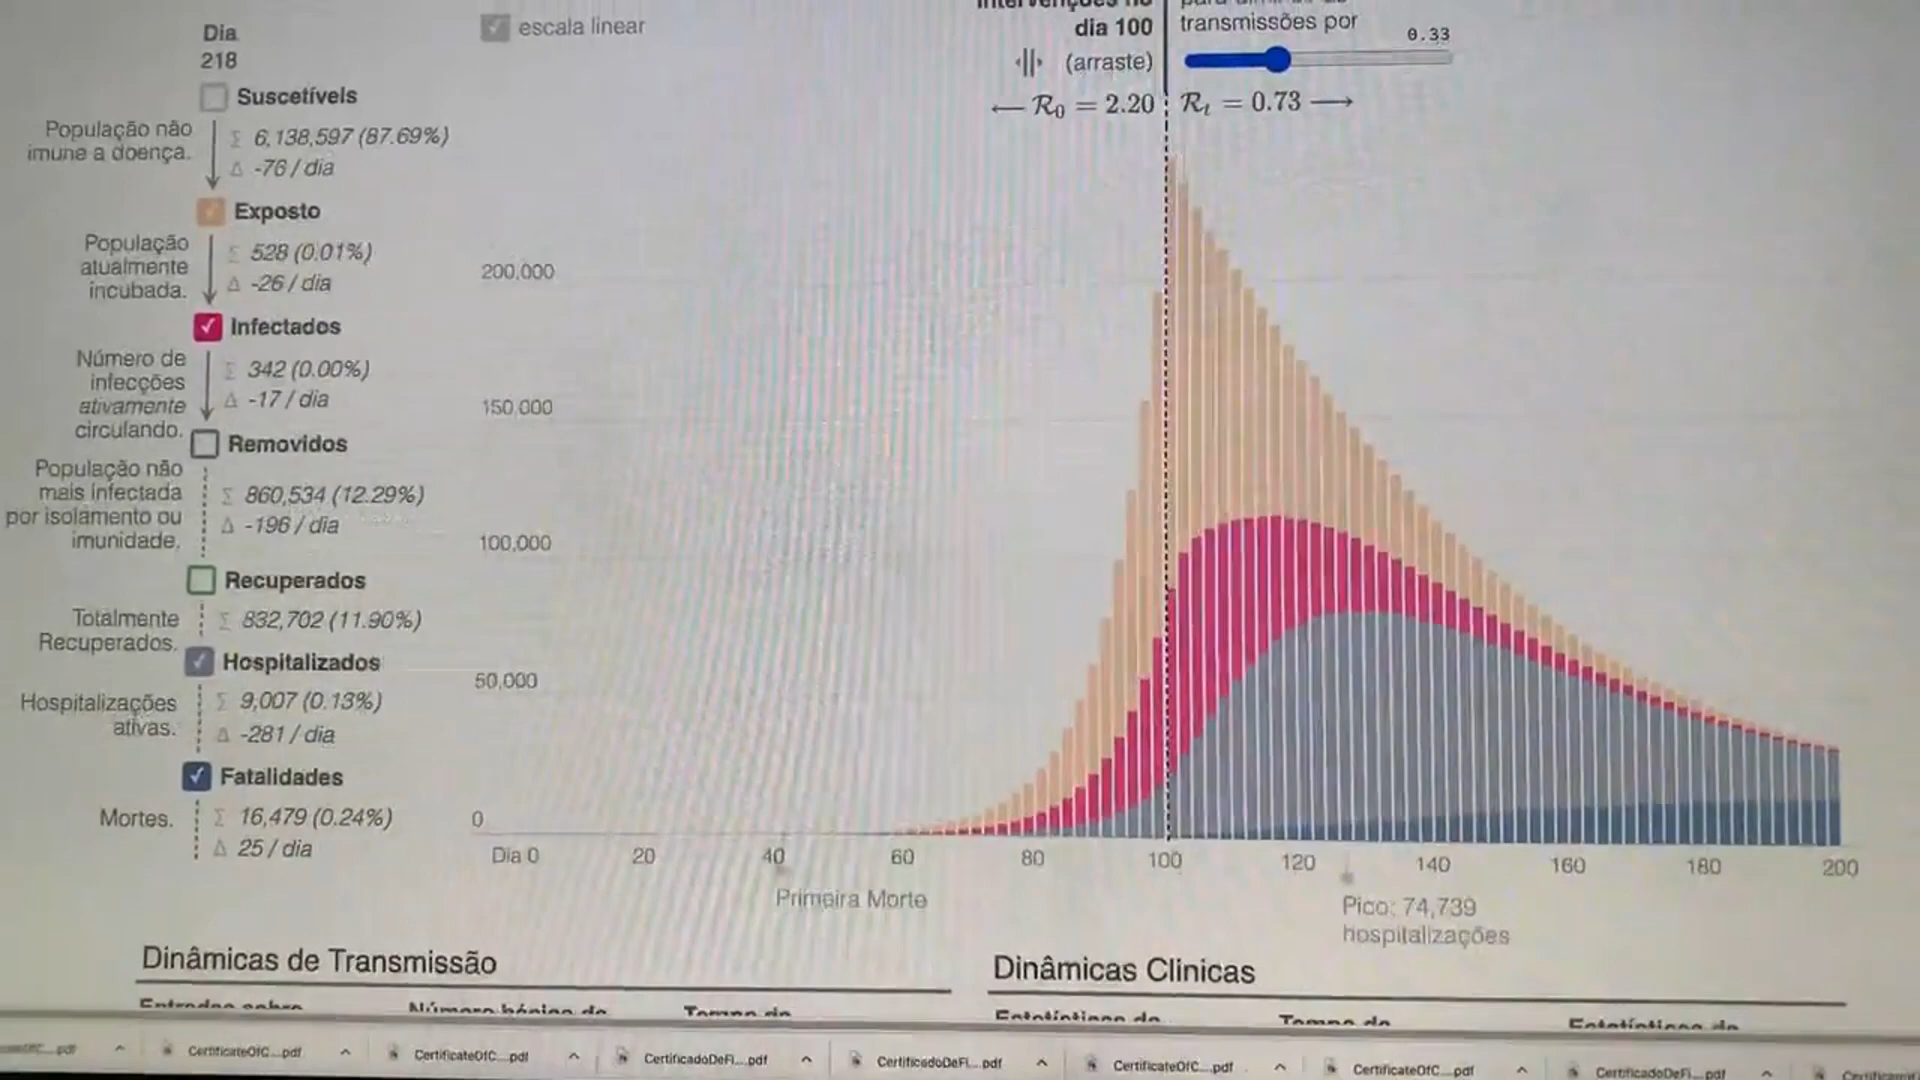 Dia
218
escala linear
dia 100
(arraste)
transmissões por
0.33
← R₀ = 2.20
Rₜ = 0.73 →
Suscetíveis
População não
imune a doença.
Σ 6,138,597 (87.69%)
Δ -76 / dia
Exposto
População
atualmente
incubada.
Σ 528 (0.01%)
Δ -26 / dia
Infectados
Número de
infecções
ativamente
circulando.
Σ 342 (0.00%)
Δ -17 / dia
Removidos
População não
mais infectada
por isolamento ou
imunidade.
Σ 860,534 (12.29%)
Δ -196 / dia
Recuperados
Totalmente
Recuperados.
Σ 832,702 (11.90%)
Hospitalizados
Hospitalizações
ativas.
Σ 9,007 (0.13%)
Δ -281 / dia
Fatalidades
Mortes.
Σ 16,479 (0.24%)
Δ 25 / dia
200,000
150,000
100,000
50,000
0
Dia 0 20 40 60 80 100 120 140 160 180 200
Primeira Morte
Pico: 74,739
hospitalizações
Dinâmicas de Transmissão
Dinâmicas Clinicas
CertificateOfC....pdf CertificateOfC....pdf CertificadoDeFi....pdf CertificadoDeFi....pdf CertificateOfC....pdf CertificateOfC....pdf CertificadoDeFi....pdf